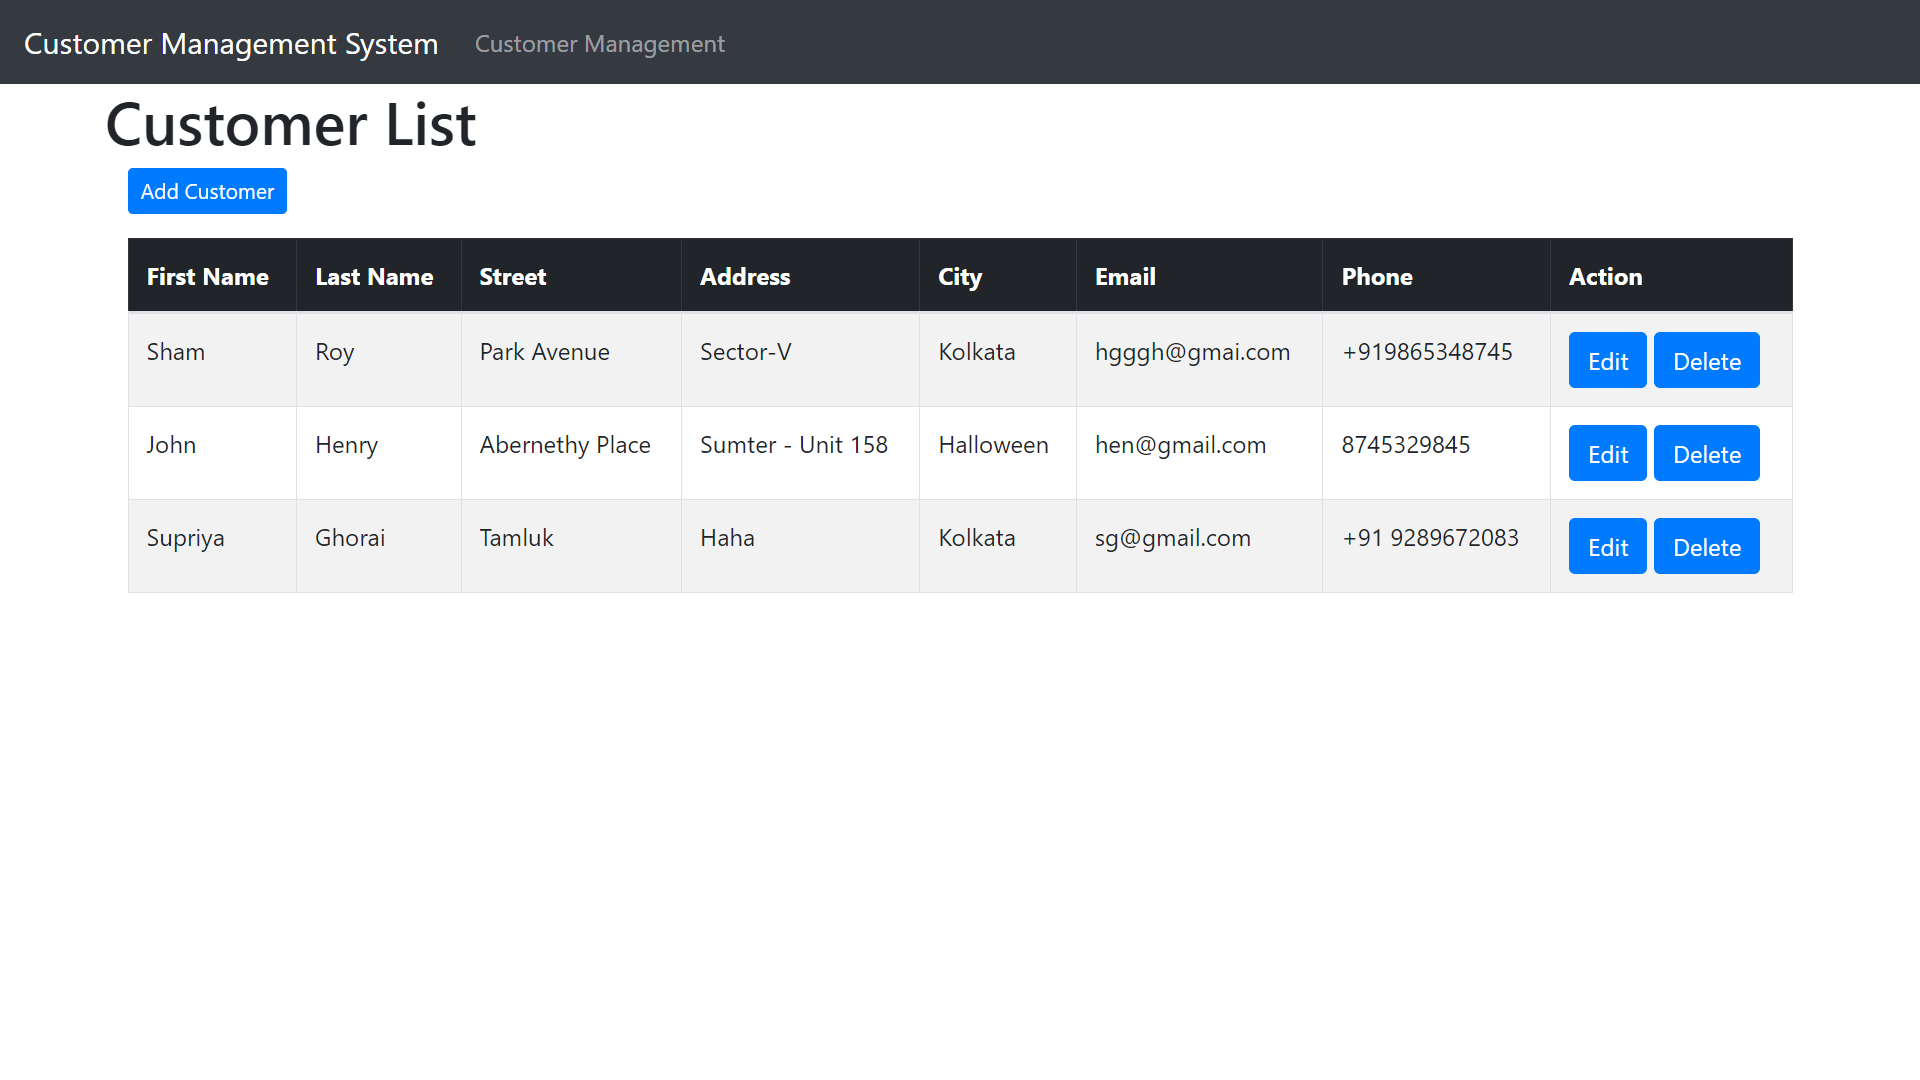 Customer Management System Customer Management
Customer List
Add Customer
First Name Last Name Street Address City Email Phone Action
Sham Roy Park Avenue Sector-V Kolkata hgggh@gmai.com +919865348745 Edit Delete
John Henry Abernethy Place Sumter - Unit 158 Halloween hen@gmail.com 8745329845 Edit Delete
Supriya Ghorai Tamluk Haha Kolkata sg@gmail.com +91 9289672083 Edit Delete